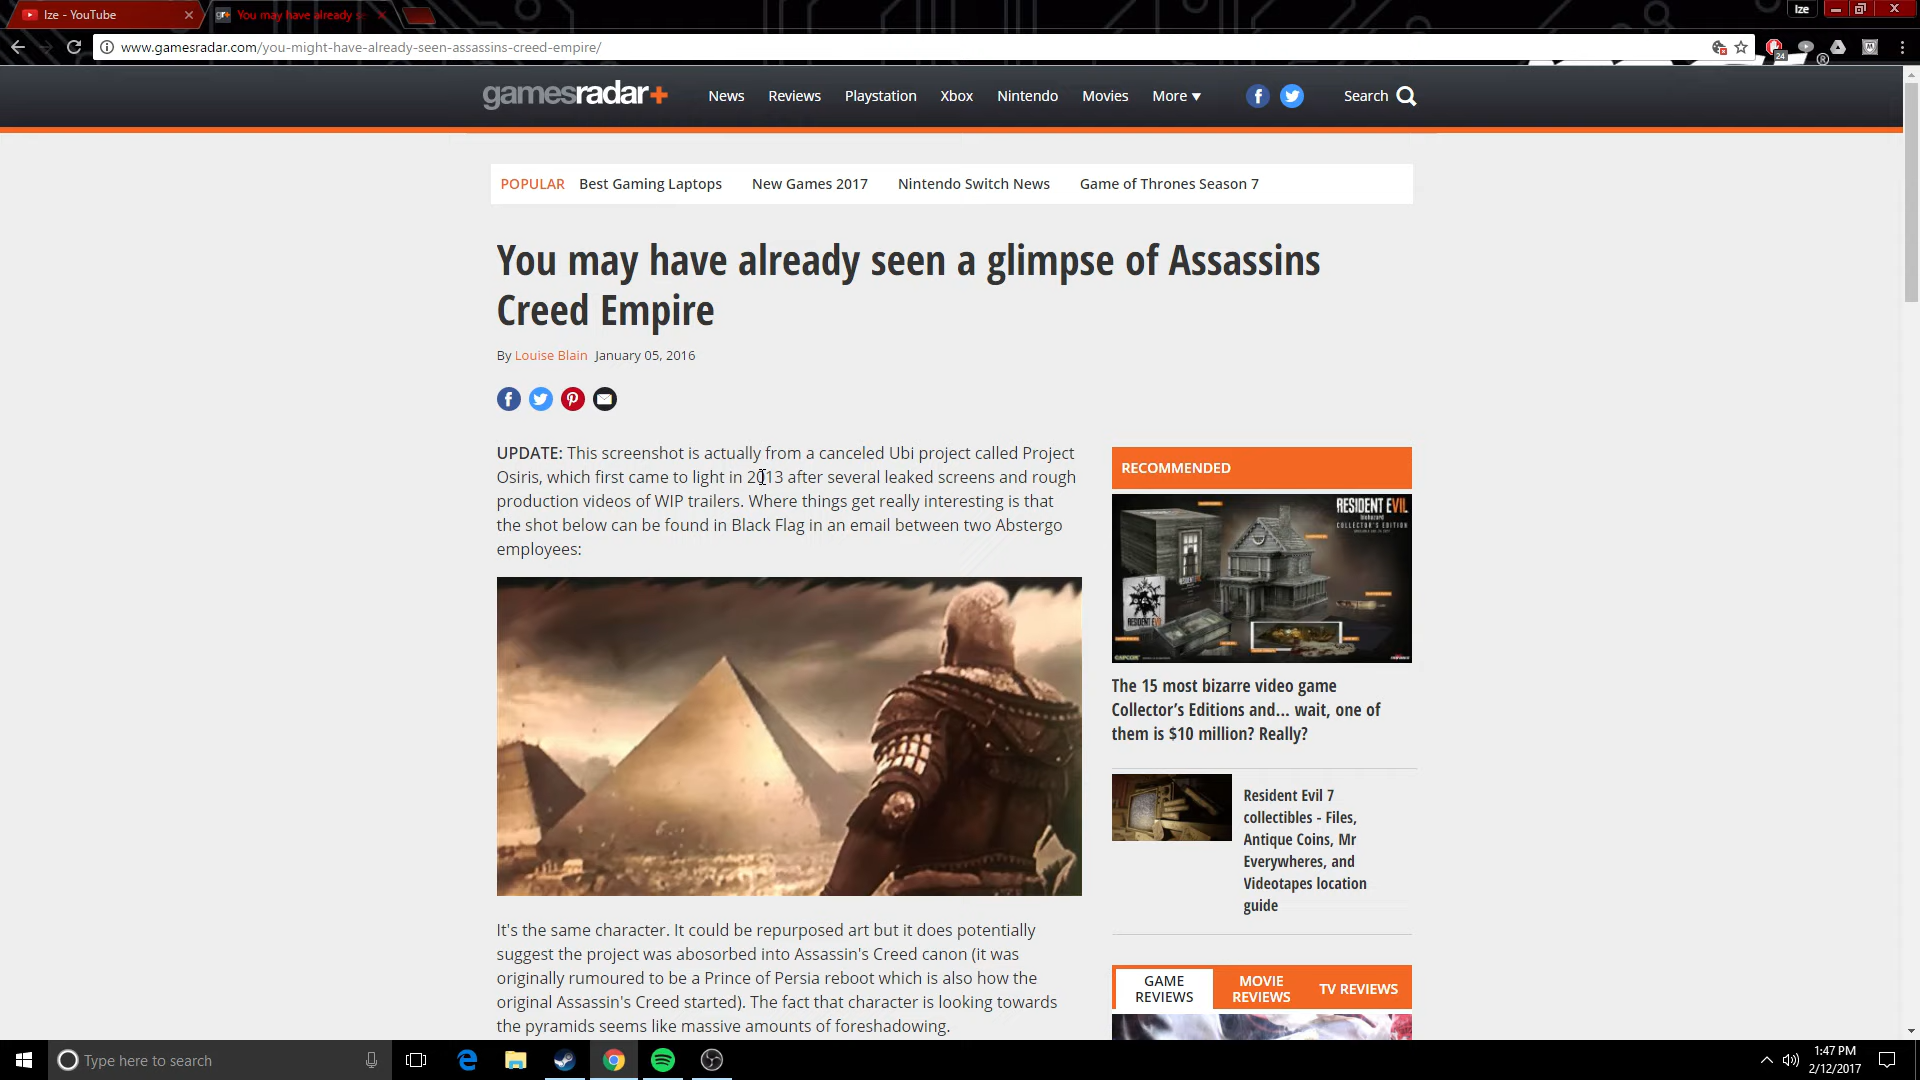 Ize - YouTube
You may have already se
Ize
www.gamesradar.com/you-might-have-already-seen-assassins-creed-empire/
24
gamesradar+
News
Reviews
Playstation
Xbox
Nintendo
Movies
More ▼
Search
POPULAR
Best Gaming Laptops
New Games 2017
Nintendo Switch News
Game of Thrones Season 7
You may have already seen a glimpse of Assassins
Creed Empire
By Louise Blain January 05, 2016
UPDATE: This screenshot is actually from a canceled Ubi project called Project
Osiris, which first came to light in 2013 after several leaked screens and rough
production videos of WIP trailers. Where things get really interesting is that
the shot below can be found in Black Flag in an email between two Abstergo
employees:
It's the same character. It could be repurposed art but it does potentially
suggest the project was abosorbed into Assassin's Creed canon (it was
originally rumoured to be a Prince of Persia reboot which is also how the
original Assassin's Creed started). The fact that character is looking towards
the pyramids seems like massive amounts of foreshadowing.
RECOMMENDED
RESIDENT EVIL
COLLECTOR'S EDITION
The 15 most bizarre video game
Collector's Editions and... wait, one of
them is $10 million? Really?
Resident Evil 7
collectibles - Files,
Antique Coins, Mr
Everywheres, and
Videotapes location
guide
GAME
REVIEWS
MOVIE
REVIEWS
TV REVIEWS
Type here to search
1:47 PM
2/12/2017